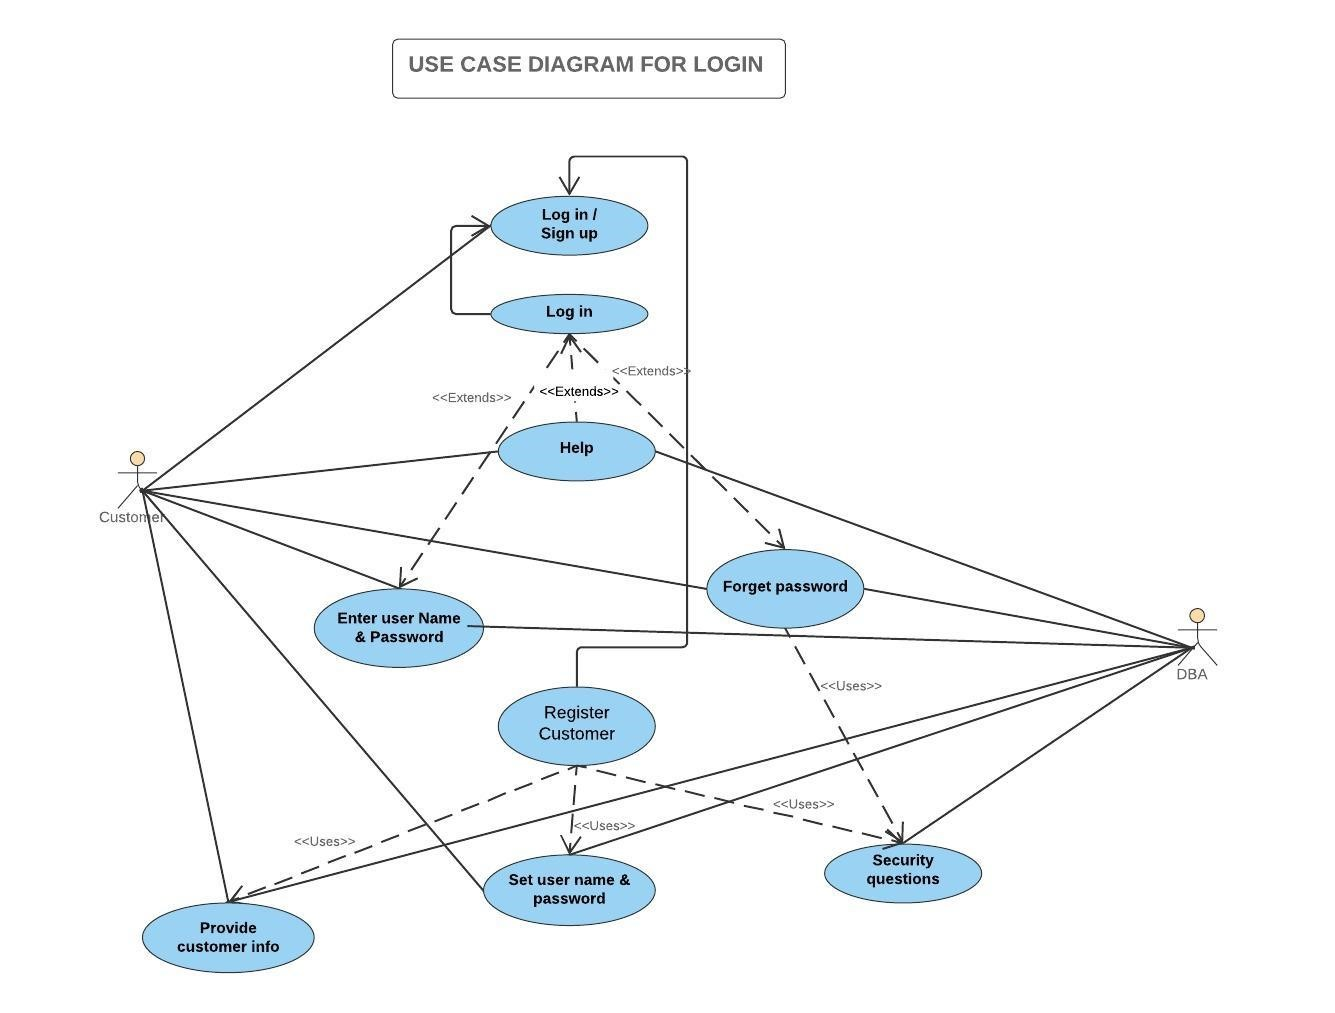 USE CASE DIAGRAM FOR LOGIN
Log in /
Sign up
Log in
<<Extends>>
<<Extends>>
<<Extends>>
Help
Customer
Forget password
Enter user Name
& Password
DBA
<<Uses>>
Register
Customer
<<Uses>>
<<Uses>>
<<Uses>>
Security
questions
Set user name &
password
Provide
customer info